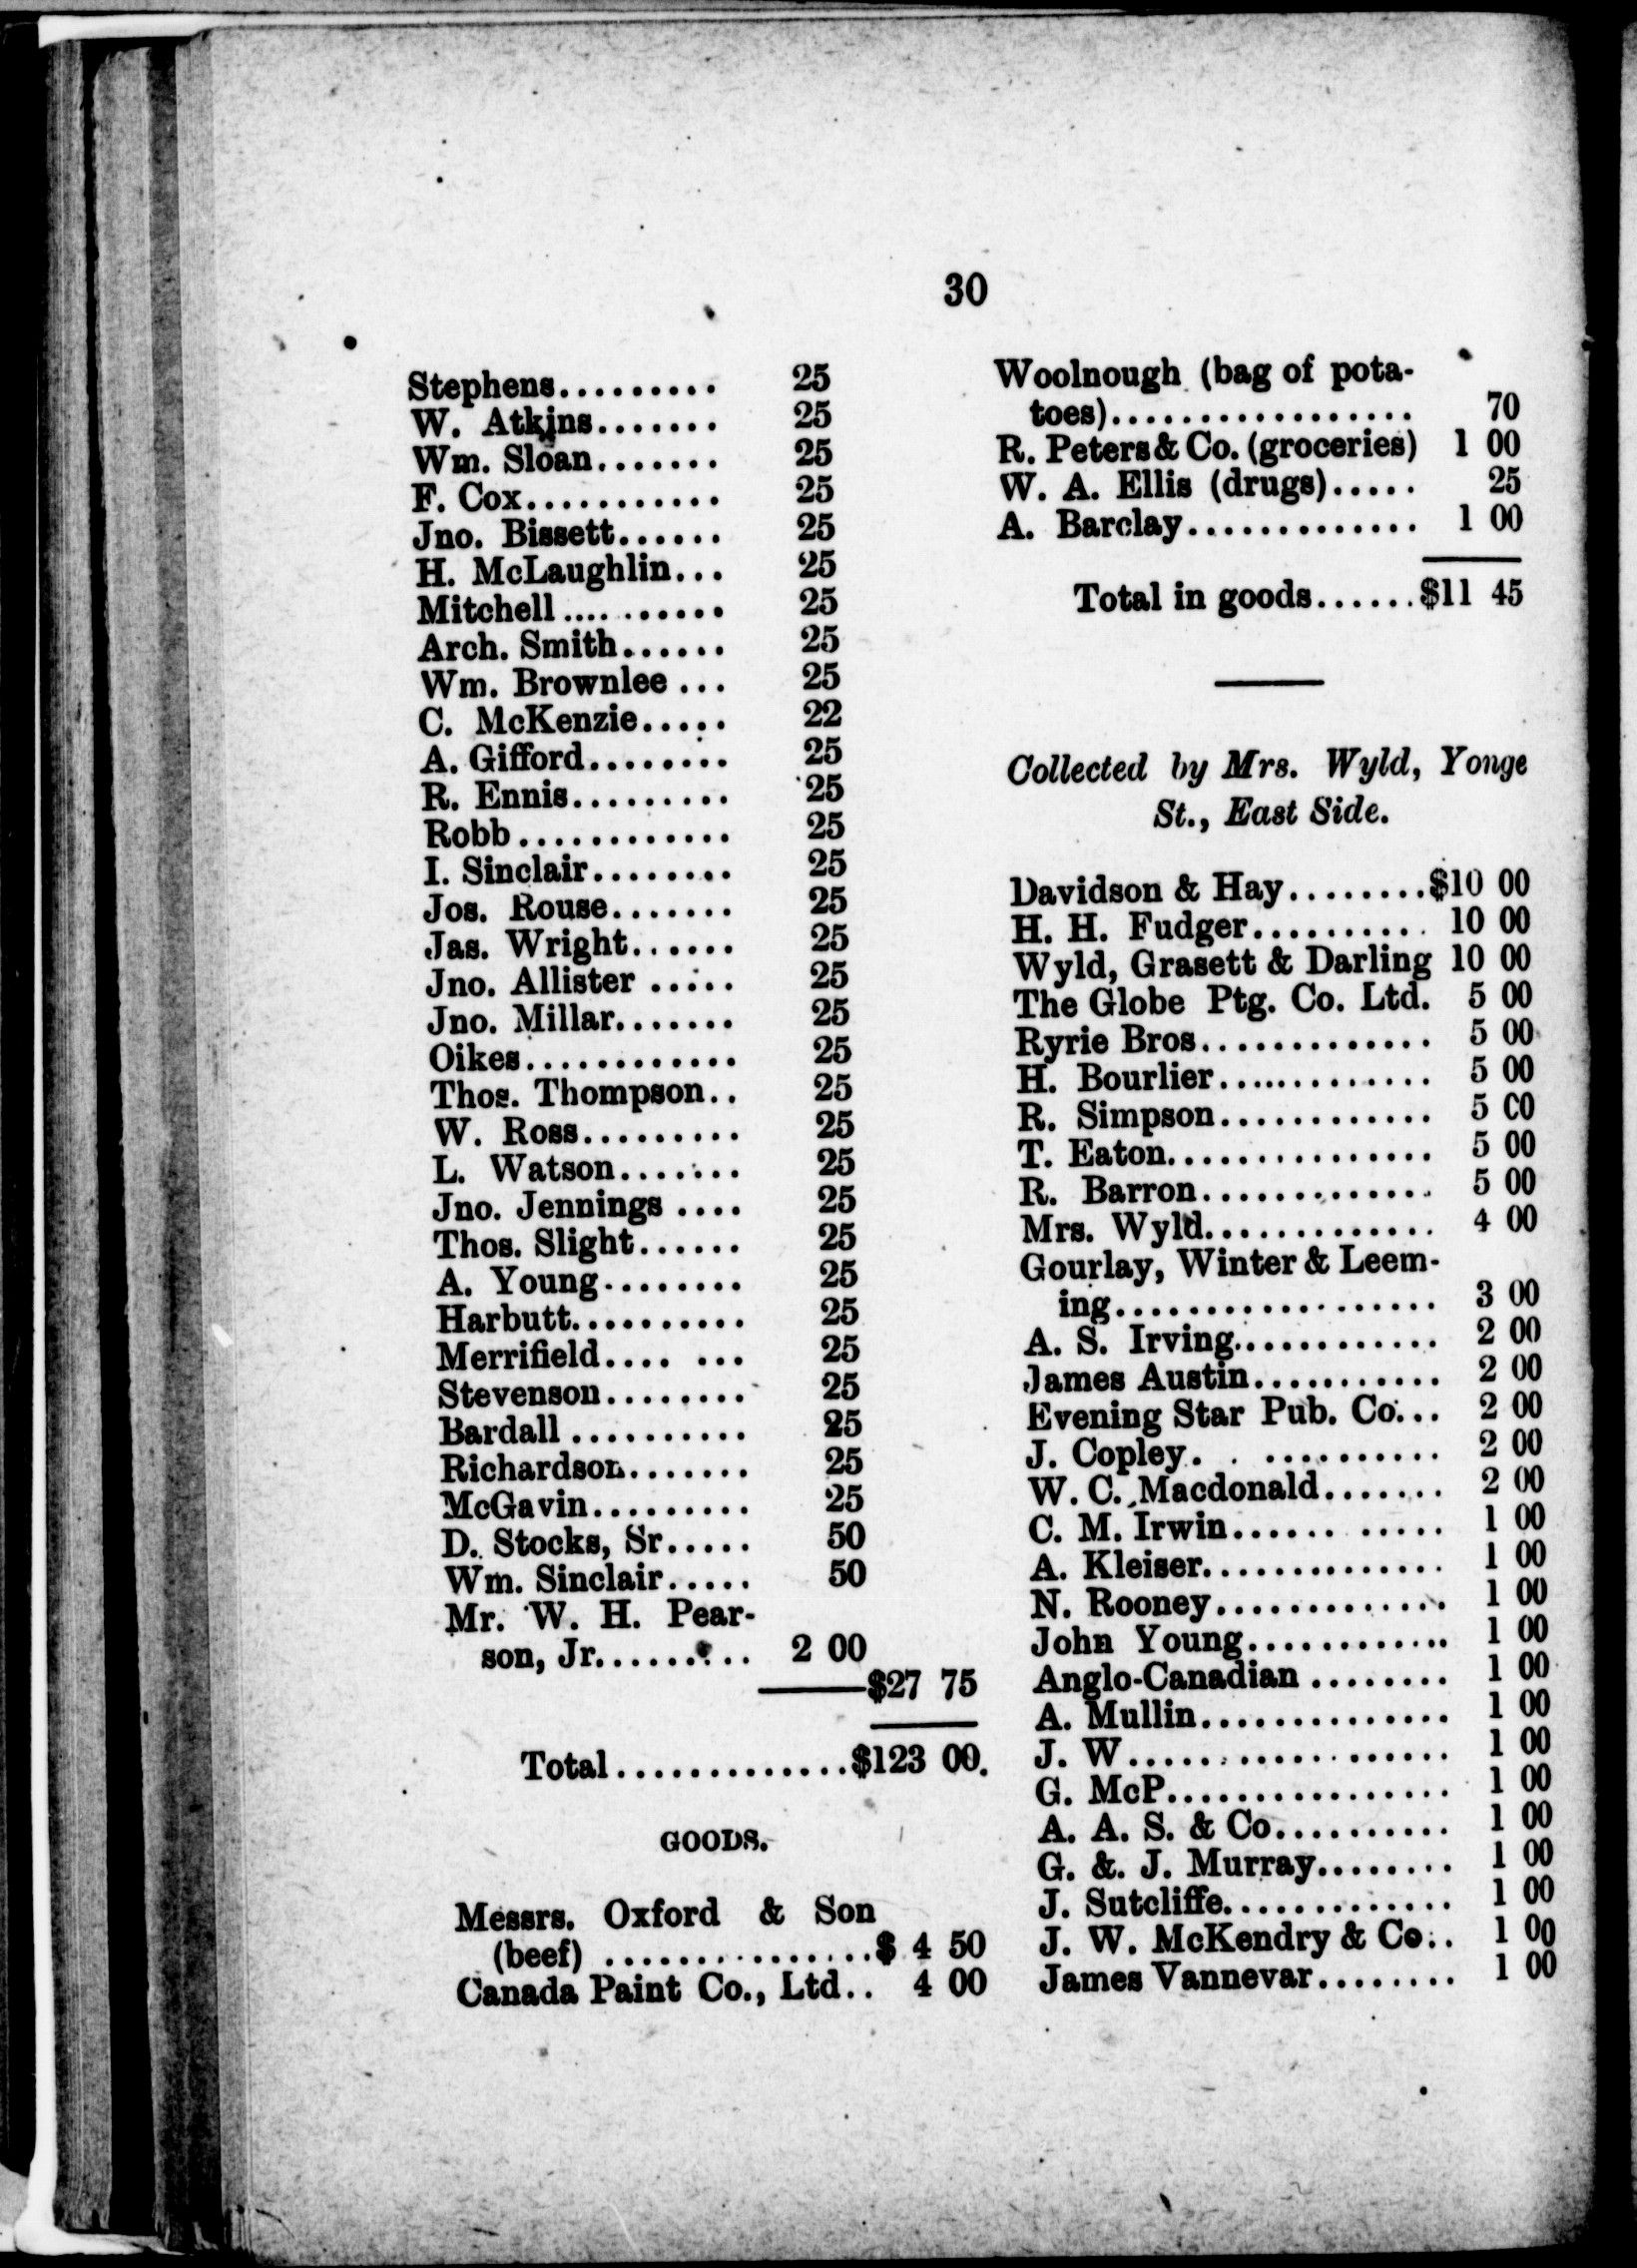 30
Stephens......... 25
W. Atkins....... 25
Wm. Sloan....... 25
F. Cox........... 25
Jno. Bissett...... 25
H. McLaughlin... 25
Mitchell........... 25
Arch. Smith...... 25
Wm. Brownlee ... 25
C. McKenzie..... 22
A. Gifford........ 25
R. Ennis......... 25
Robb............ 25
I. Sinclair........ 25
Jos. Rouse....... 25
Jas. Wright...... 25
Jno. Allister ..... 25
Jno. Millar....... 25
Oikes............ 25
Thos. Thompson.. 25
W. Ross......... 25
L. Watson....... 25
Jno. Jennings .... 25
Thos. Slight...... 25
A. Young........ 25
Harbutt.......... 25
Merrifield.... ... 25
Stevenson........ 25
Bardall .......... 25
Richardson....... 25
McGavin......... 25
D. Stocks, Sr..... 50
Wm. Sinclair..... 50
Mr. W. H. Pear-
son, Jr......... 2 00
$27 75
Total.............$123 00.
GOODS.
Messrs. Oxford & Son
(beef) ...............$ 4 50
Canada Paint Co., Ltd.. 4 00
Woolnough (bag of pota-
toes)................. 70
R. Peters & Co. (groceries) 1 00
W. A. Ellis (drugs)..... 25
A. Barclay............. 1 00
Total in goods......$11 45
Collected by Mrs. Wyld, Yonge
St., East Side.
Davidson & Hay........$10 00
H. H. Fudger.......... 10 00
Wyld, Grasett & Darling 10 00
The Globe Ptg. Co. Ltd. 5 00
Ryrie Bros............. 5 00
H. Bourlier............. 5 00
R. Simpson............ 5 00
T. Eaton............... 5 00
R. Barron............. 5 00
Mrs. Wyld............. 4 00
Gourlay, Winter & Leem-
ing.................. 3 00
A. S. Irving............ 2 00
James Austin........... 2 00
Evening Star Pub. Co... 2 00
J. Copley. . .......... 2 00
W. C. Macdonald....... 2 00
C. M. Irwin...... ..... 1 00
A. Kleiser.............. 1 00
N. Rooney............. 1 00
John Young............ 1 00
Anglo-Canadian ........ 1 00
A. Mullin.............. 1 00
J. W.................. 1 00
G. McP................ 1 00
A. A. S. & Co.......... 1 00
G. &. J. Murray........ 1 00
J. Sutcliffe............. 1 00
J. W. McKendry & Co.. 1 00
James Vannevar........ 1 00